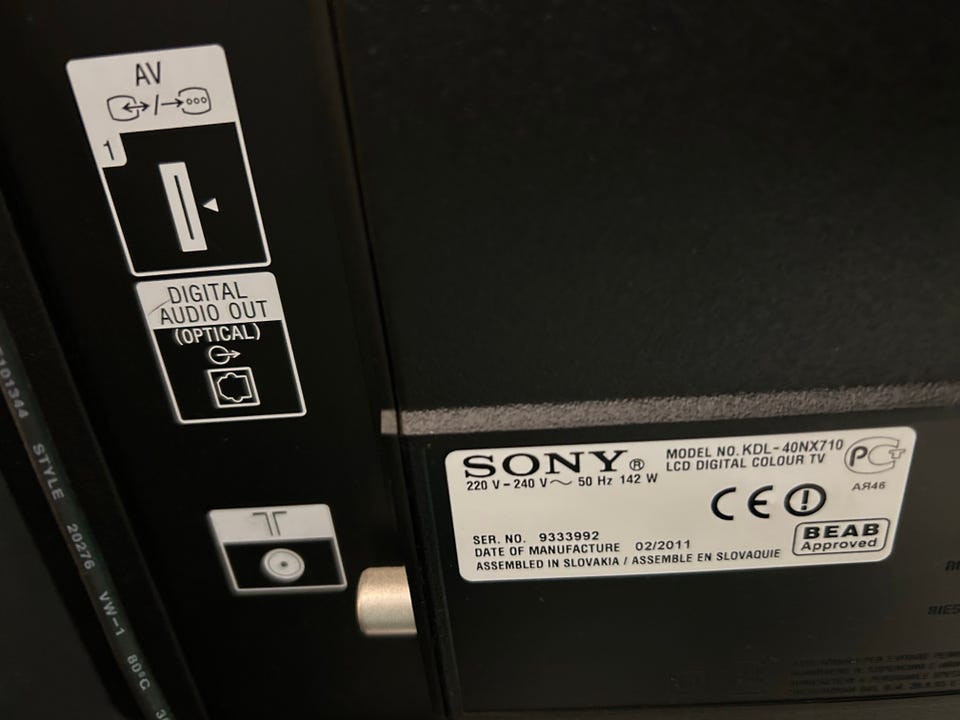 AV
1
DIGITAL
AUDIO OUT
(OPTICAL)
101344 STYLE 20276 VW-1 80°C
SONY®
MODEL NO. KDL-40NX710
LCD DIGITAL COLOUR TV
220 V - 240 V ~ 50 Hz 142 W
РСТ
АЯ46
CE
SER. NO. 9333992
DATE OF MANUFACTURE 02/2011
ASSEMBLED IN SLOVAKIA / ASSEMBLE EN SLOVAQUIE
BEAB
Approved